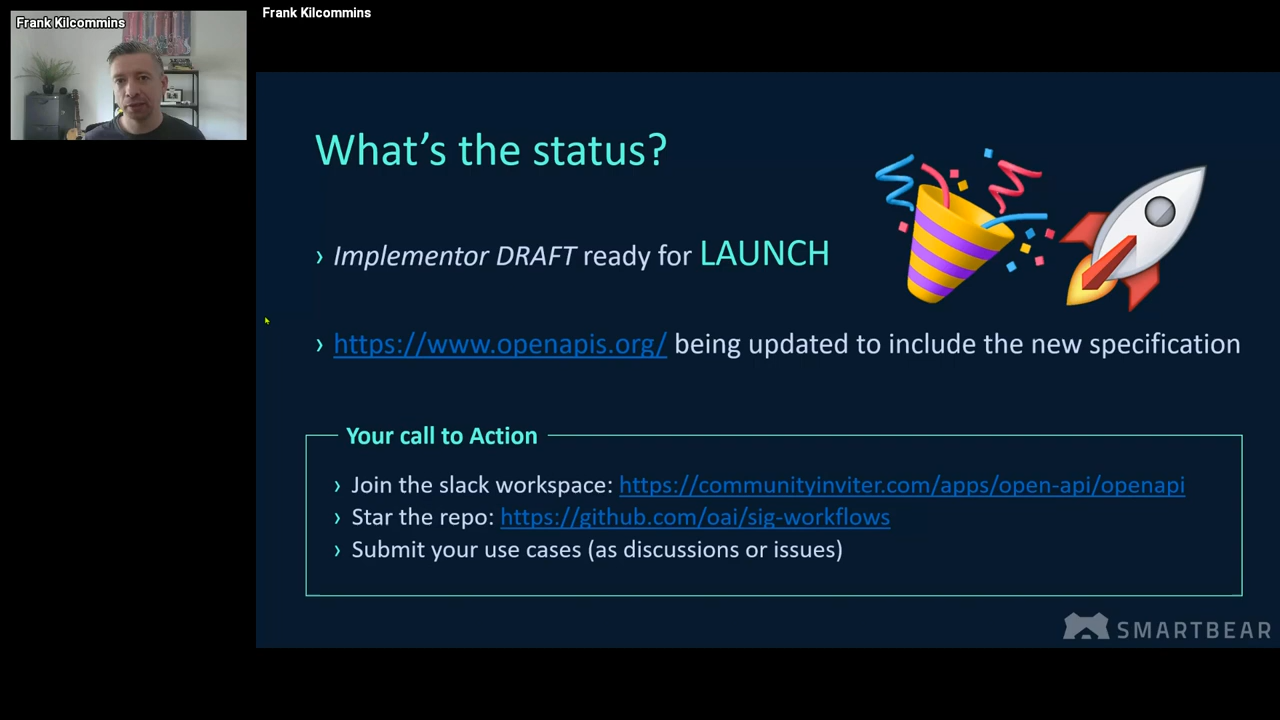 Frank Kilcommins
Frank Kilcommins
What's the status?
› Implementor DRAFT ready for LAUNCH
› https://www.openapis.org/ being updated to include the new specification
Your call to Action
› Join the slack workspace: https://communityinviter.com/apps/open-api/openapi
› Star the repo: https://github.com/oai/sig-workflows
› Submit your use cases (as discussions or issues)
SMARTBEAR